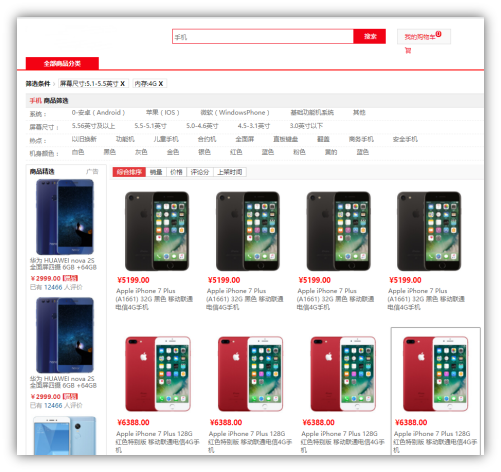 手机
搜索
我的购物车0
全部商品分类
筛选条件： 屏幕尺寸:5.1-5.5英寸 X 内存:4G X
手机 商品筛选
系统： 0-安卓（Android） 苹果（IOS） 微软（WindowsPhone） 基础功能机系统 其他
屏幕尺寸： 5.56英寸及以上 5.5-5.1英寸 5.0-4.6英寸 4.5-3.1英寸 3.0英寸以下
热点： 以旧换新 功能机 儿童手机 合约机 全面屏 直板键盘 翻盖 商务手机 安全手机
机身颜色： 白色 黑色 灰色 金色 银色 红色 蓝色 粉色 黄的 蓝色
商品精选 广告
综合推序 销量 价格 评论分 上架时间
华为 HUAWEI nova 2S
全面屏四摄 6GB +64GB
￥2999.00
已有 12466 人评价
华为 HUAWEI nova 2S
全面屏四摄 6GB +64GB
￥2999.00
已有 12466 人评价
¥5199.00 ¥5199.00 ¥5199.00 ¥5199.00
Apple iPhone 7 Plus Apple iPhone 7 Plus Apple iPhone 7 Plus Apple iPhone 7 Plus
(A1661) 32G 黑色 移动联通 (A1661) 32G 黑色 移动联通 (A1661) 32G 黑色 移动联通 (A1661) 32G 黑色 移动联通
电信4G手机 电信4G手机 电信4G手机 电信4G手机
¥6388.00 ¥6388.00 ¥6388.00 ¥6388.00
Apple iPhone 7 Plus 128G Apple iPhone 7 Plus 128G Apple iPhone 7 Plus 128G Apple iPhone 7 Plus 128G
红色特别版 移动联通电信4G手 红色特别版 移动联通电信4G手 红色特别版 移动联通电信4G手 红色特别版 移动联通电信4G手
机 机 机 机